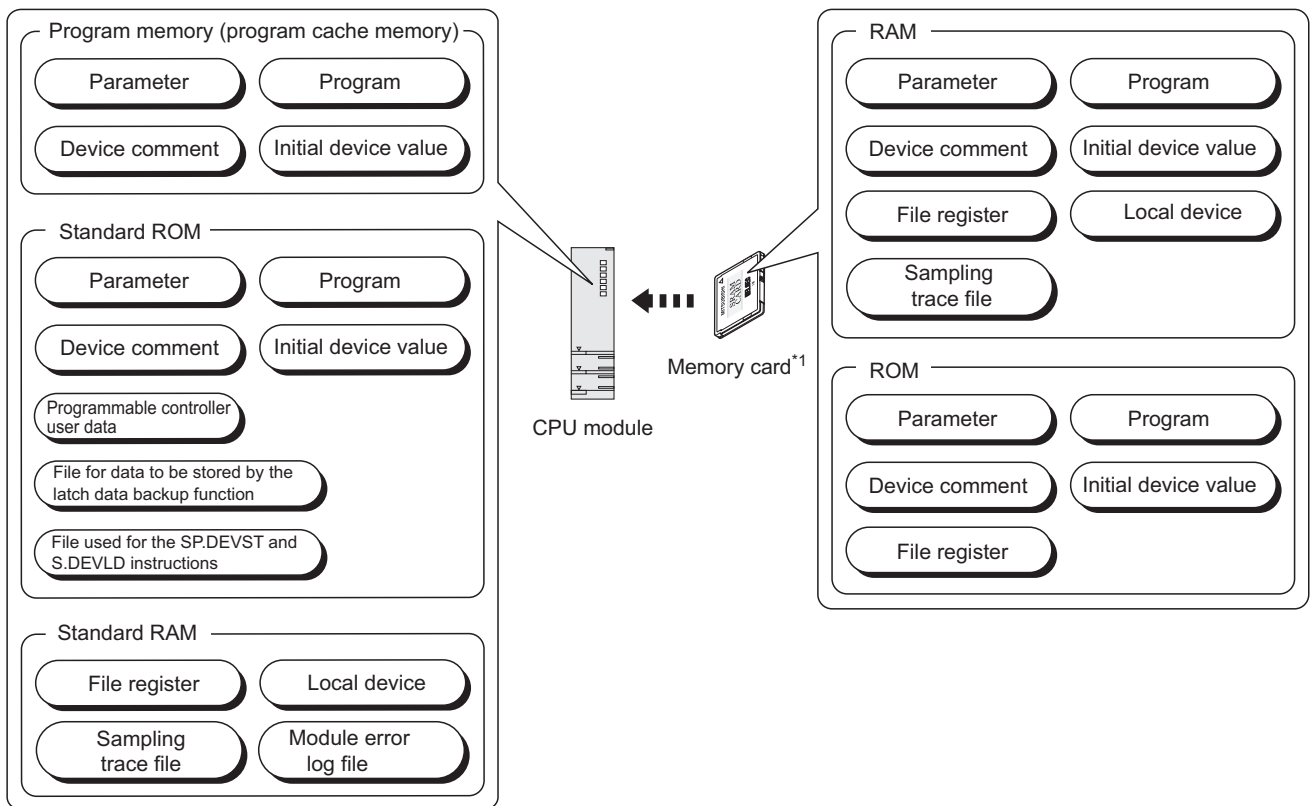 Program memory (program cache memory)
Parameter
Program
Device comment
Initial device value
Standard ROM
Parameter
Program
Device comment
Initial device value
Programmable controller
user data
File for data to be stored by the
latch data backup function
File used for the SP.DEVST and
S.DEVLD instructions
Standard RAM
File register
Local device
Sampling
trace file
Module error
log file
CPU module
MITSUBISHI
SRAM
CARD
Memory card*1
RAM
Parameter
Program
Device comment
Initial device value
File register
Local device
Sampling
trace file
ROM
Parameter
Program
Device comment
Initial device value
File register